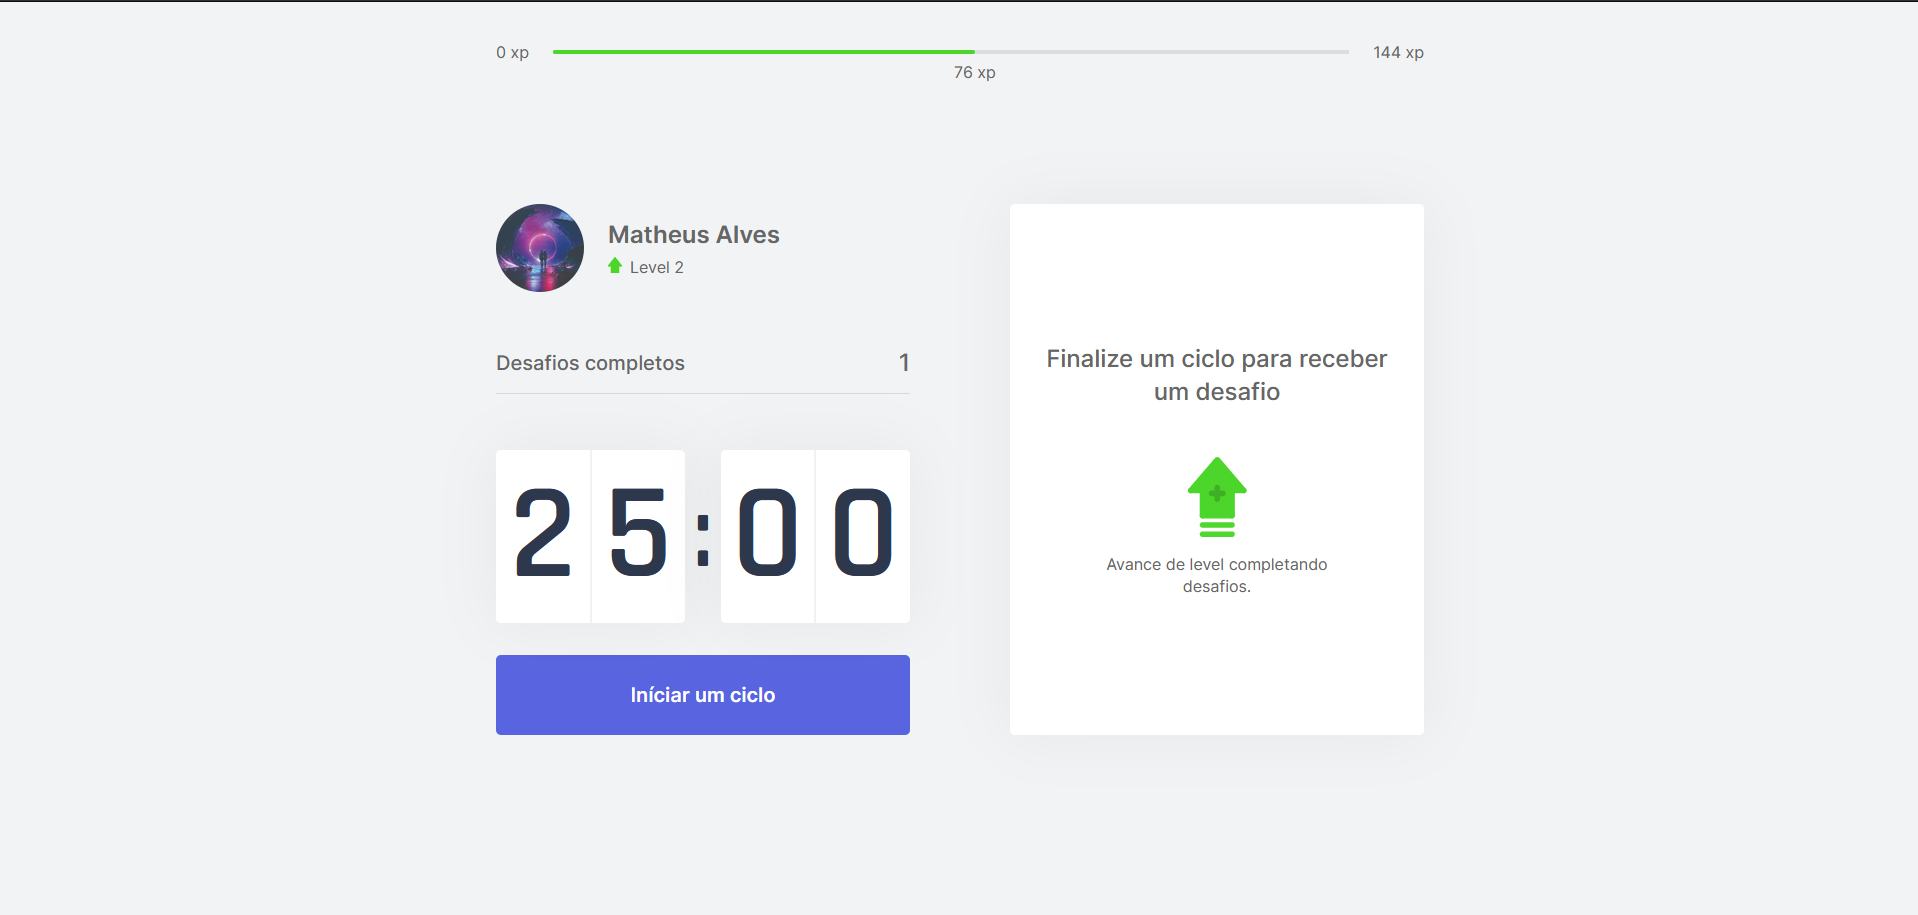 0 xp
144 xp
76 xp
Matheus Alves
Level 2
Desafios completos
1
25:00
Iníciar um ciclo
Finalize um ciclo para receber
um desafio
Avance de level completando
desafios.